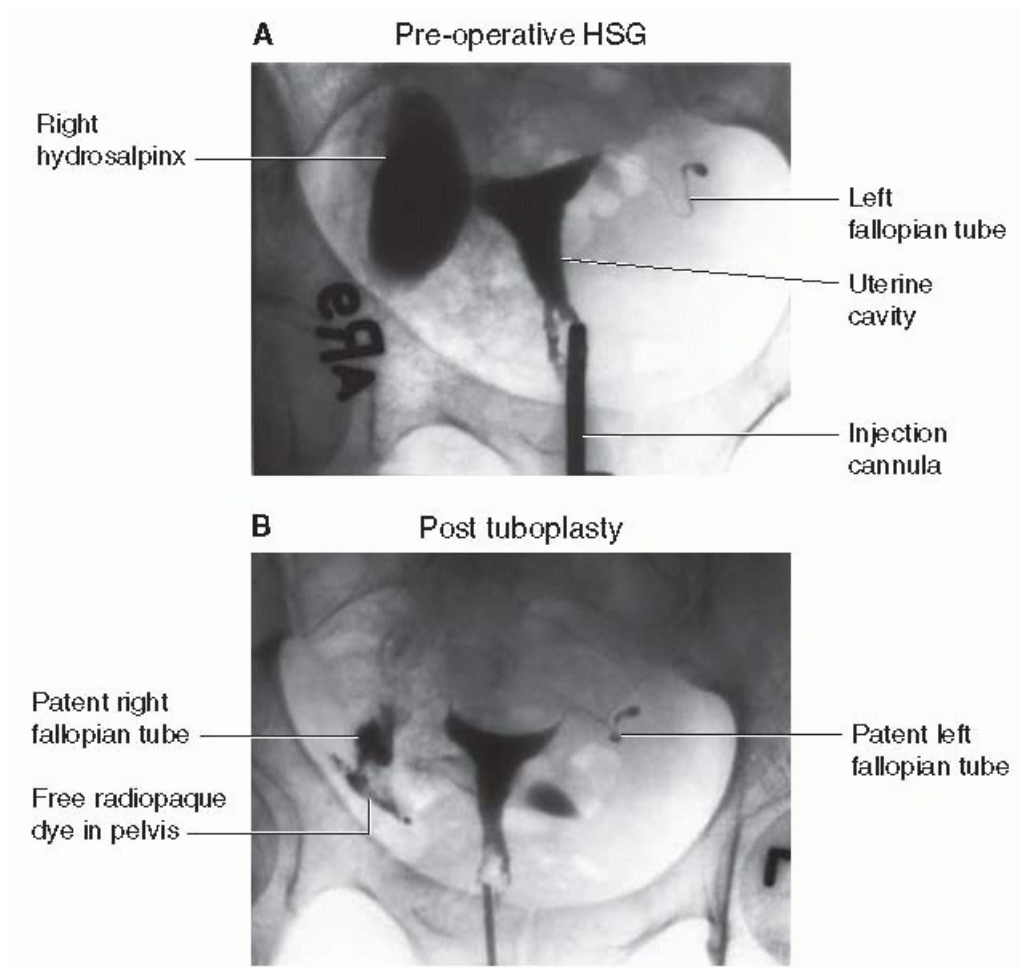 A Pre-operative HSG
Right
hydrosalpinx
Left
fallopian tube
Uterine
cavity
Injection
cannula
B Post tuboplasty
Patent right
fallopian tube
Free radiopaque
dye in pelvis
Patent left
fallopian tube
L